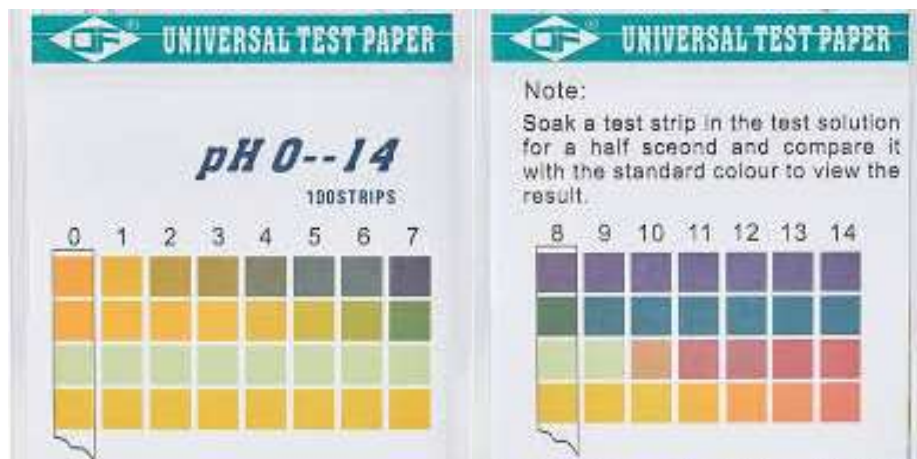 QF ® UNIVERSAL TEST PAPER
pH 0--14
100STRIPS
0 1 2 3 4 5 6 7
QF ® UNIVERSAL TEST PAPER
Note:
Soak a test strip in the test solution
for a half sceond and compare it
with the standard colour to view the
result.
8 9 10 11 12 13 14